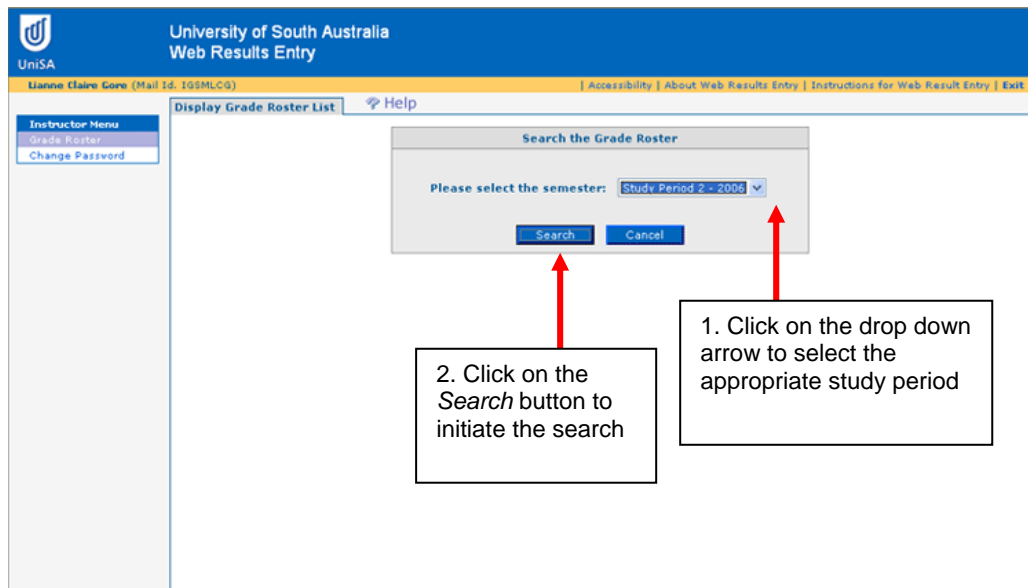 University of South Australia
Web Results Entry
UniSA
Lianne Claire Gore (Mail Id. IGSMLCG) | Accessibility | About Web Results Entry | Instructions for Web Result Entry | Exit
Display Grade Roster List Help
Instructor Menu
Grade Roster
Change Password
Search the Grade Roster
Please select the semester: Study Period 2 - 2006
Search Cancel
1. Click on the drop down
arrow to select the
appropriate study period
2. Click on the
Search button to
initiate the search